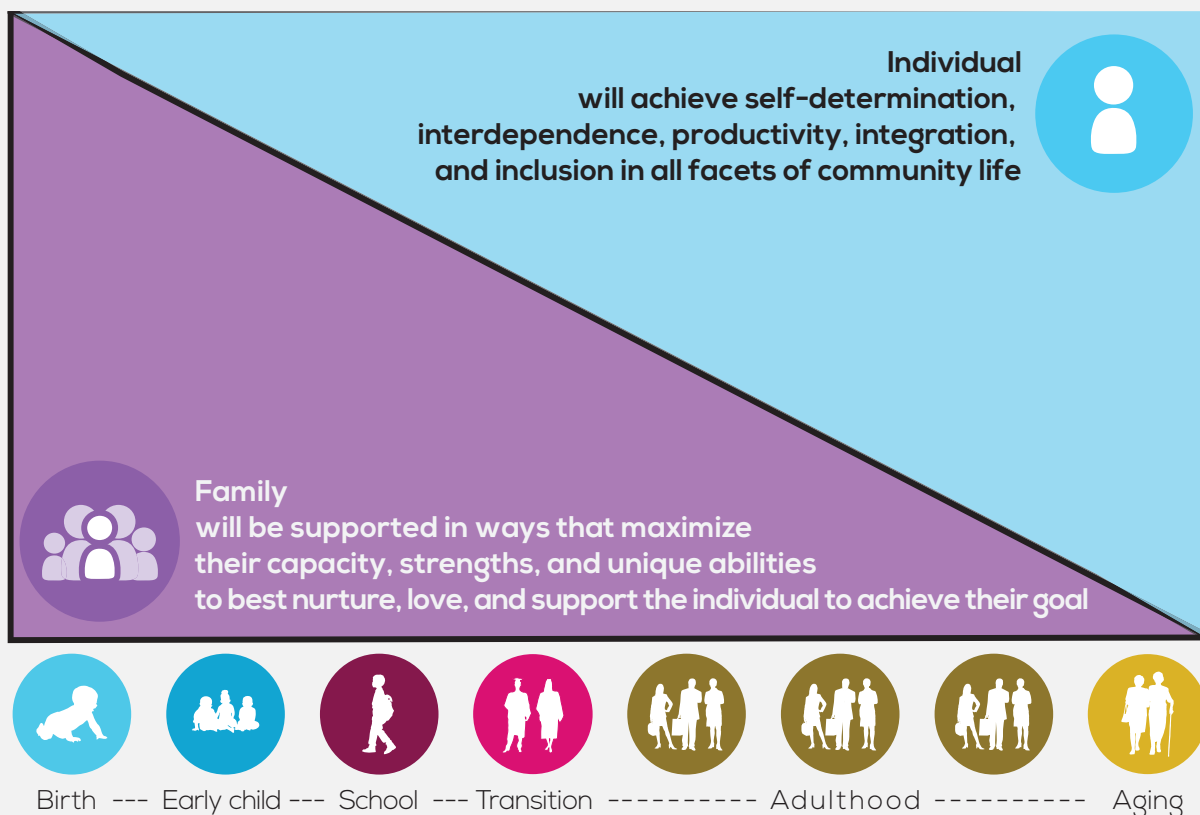 Individual
will achieve self-determination,
interdependence, productivity, integration,
and inclusion in all facets of community life
Family
will be supported in ways that maximize
their capacity, strengths, and unique abilities
to best nurture, love, and support the individual to achieve their goal
Birth --- Early child --- School --- Transition ---------- Adulthood ---------- Aging